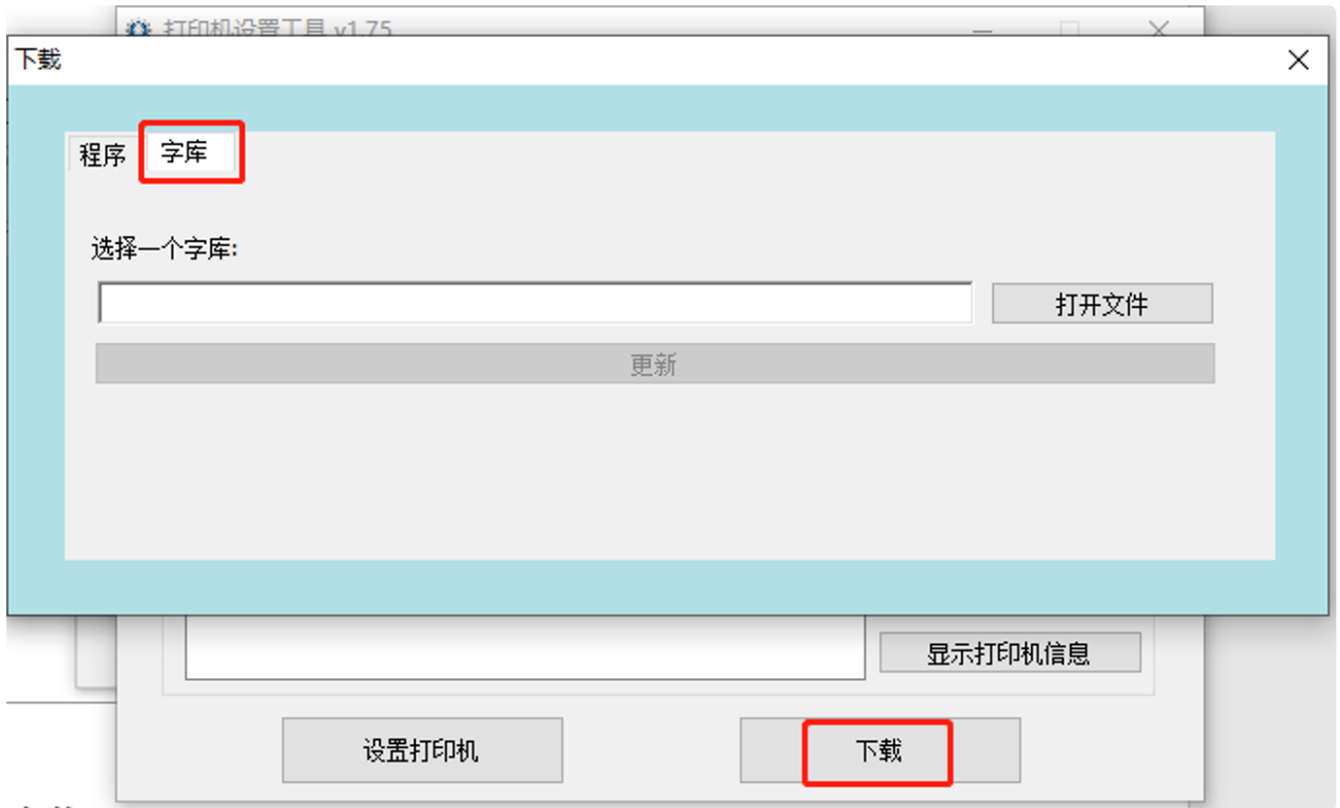 打印机设置工具 v1.75
下载
程序
字库
选择一个字库:
打开文件
更新
显示打印机信息
设置打印机
下载